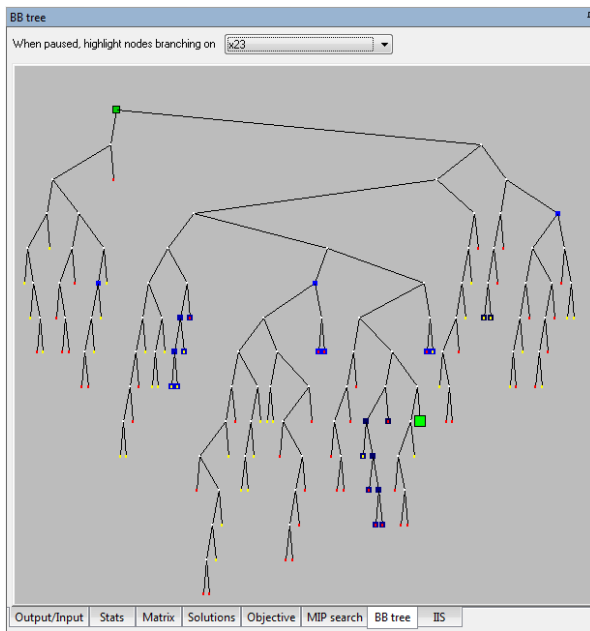 BB tree
When paused, highlight nodes branching on x23
Output/Input Stats Matrix Solutions Objective MIP search BB tree IIS